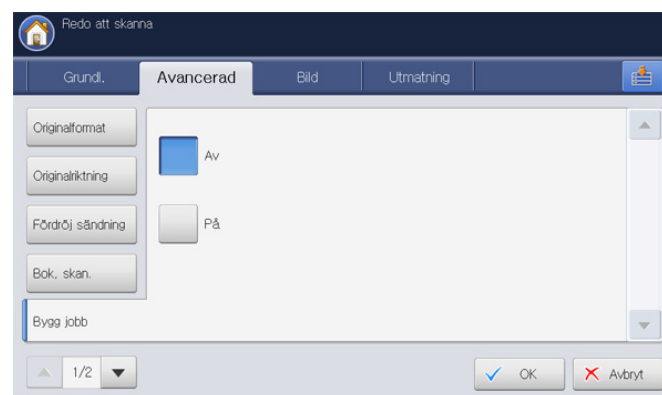 Redo att skanna
Grundl.
Avancerad
Bild
Utmatning
Originalformat
Originalriktning
Fördröj sändning
Bok. skan.
Bygg jobb
Av
På
1/2
OK
Avbryt